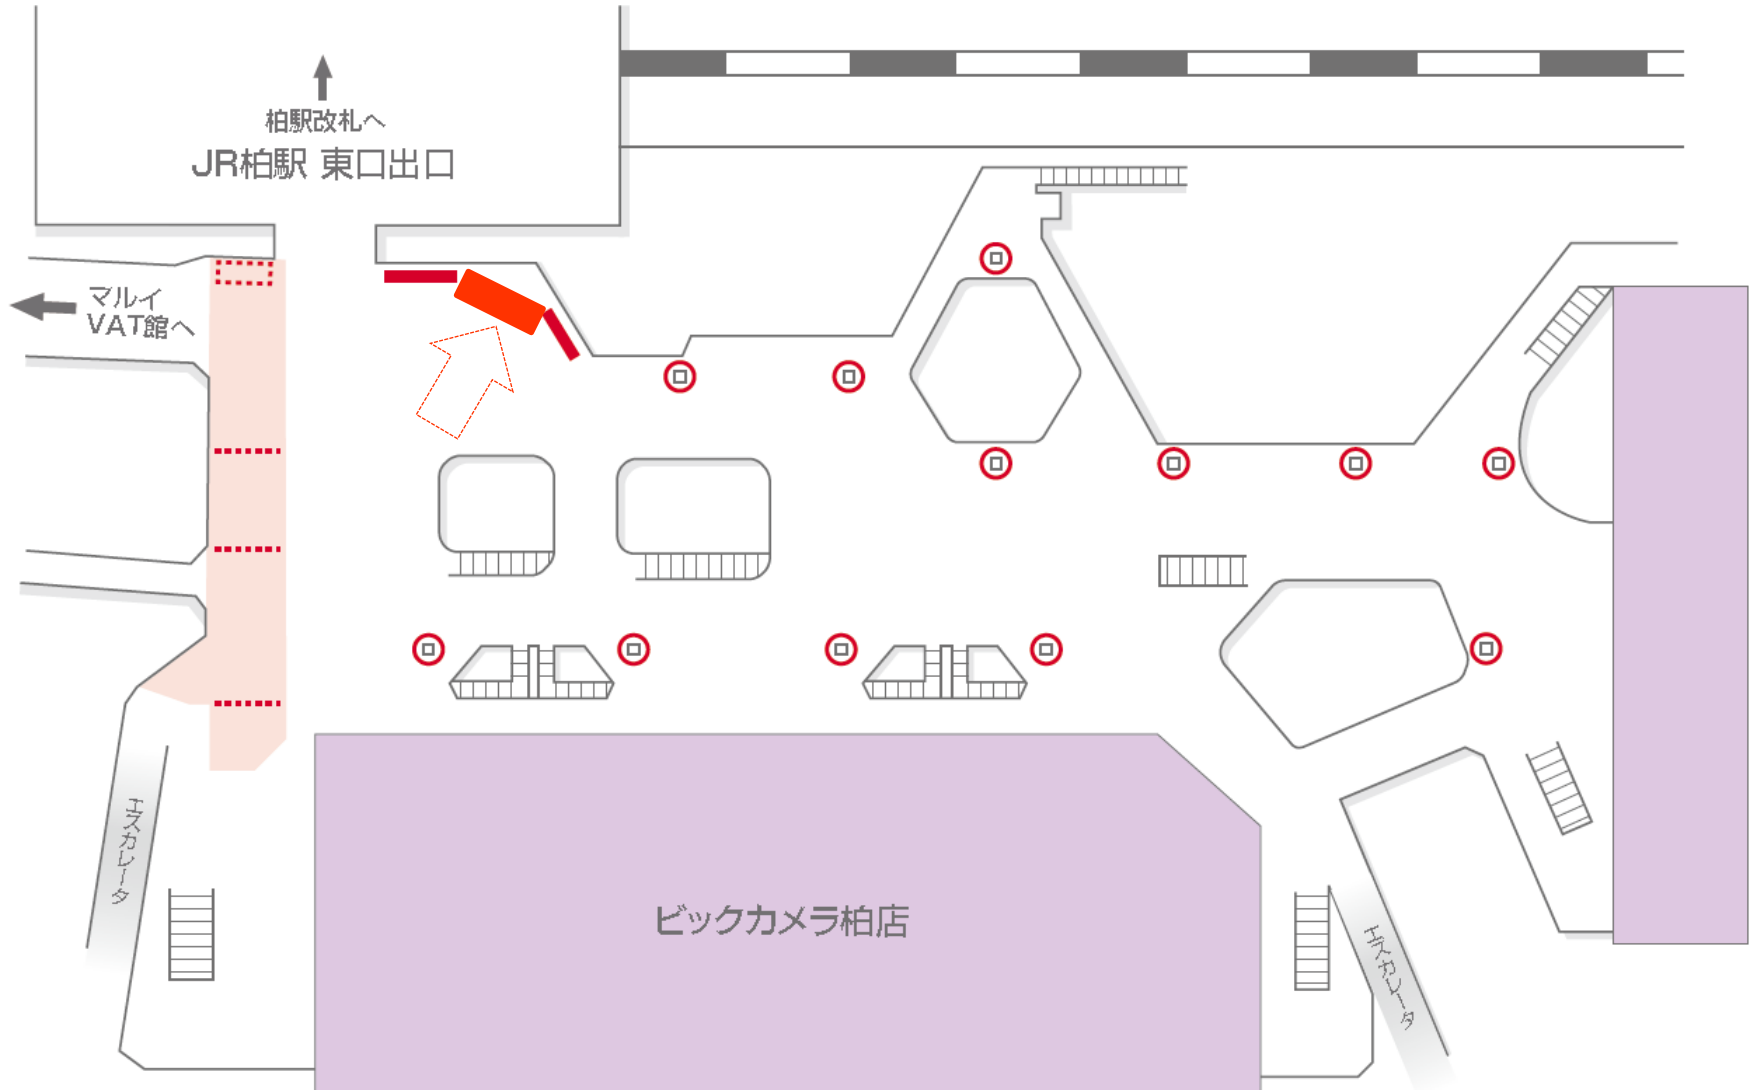 柏駅改札へ
JR柏駅 東口出口
マルイ
VAT館へ
エスカレータ
ビックカメラ柏店
エスカレータ